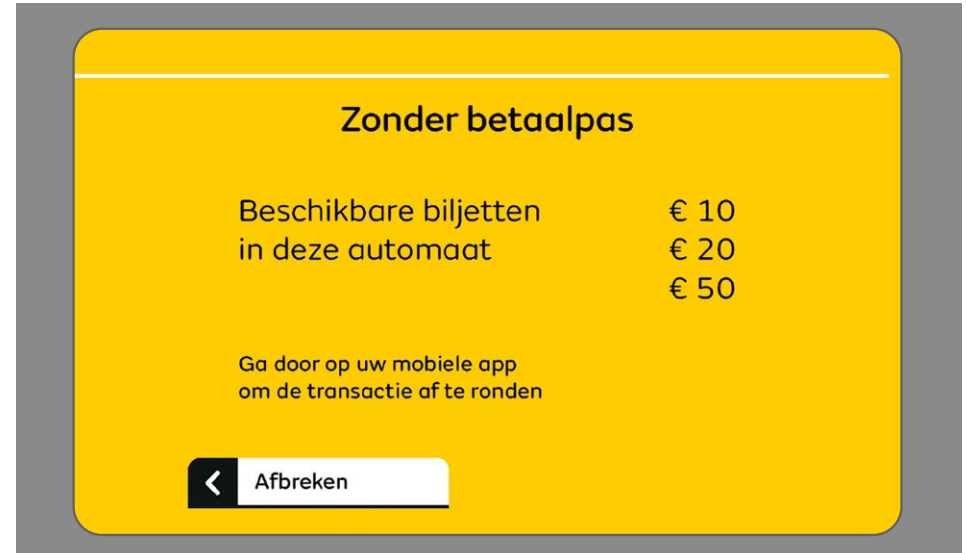 Zonder betaalpas
Beschikbare biljetten € 10
in deze automaat € 20
€ 50
Ga door op uw mobiele app
om de transactie af te ronden
Afbreken